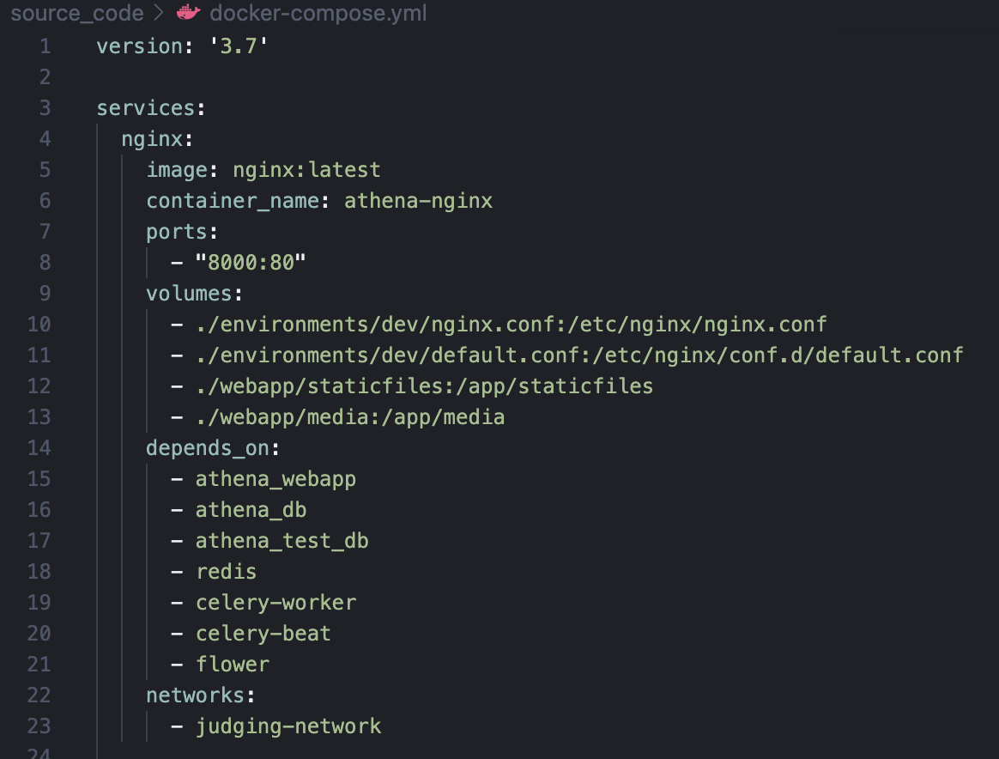 source_code > docker-compose.yml
1 version: '3.7'
2
3 services:
4   nginx:
5     image: nginx:latest
6     container_name: athena-nginx
7     ports:
8       - "8000:80"
9     volumes:
10       - ./environments/dev/nginx.conf:/etc/nginx/nginx.conf
11       - ./environments/dev/default.conf:/etc/nginx/conf.d/default.conf
12       - ./webapp/staticfiles:/app/staticfiles
13       - ./webapp/media:/app/media
14     depends_on:
15       - athena_webapp
16       - athena_db
17       - athena_test_db
18       - redis
19       - celery-worker
20       - celery-beat
21       - flower
22     networks:
23       - judging-network
24